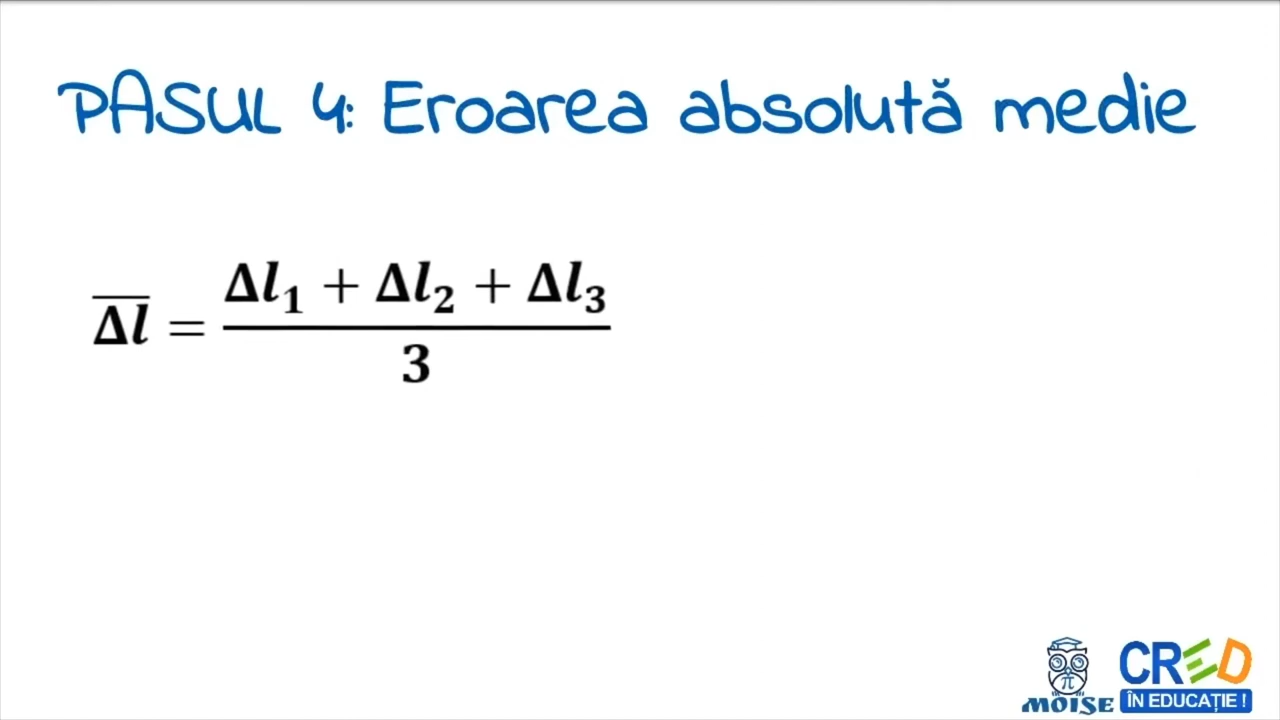 PASUL 4: Eroarea absolută medie
Δl̅ = (Δl₁ + Δl₂ + Δl₃) / 3
π
MOISE
CRED
ÎN EDUCAȚIE !